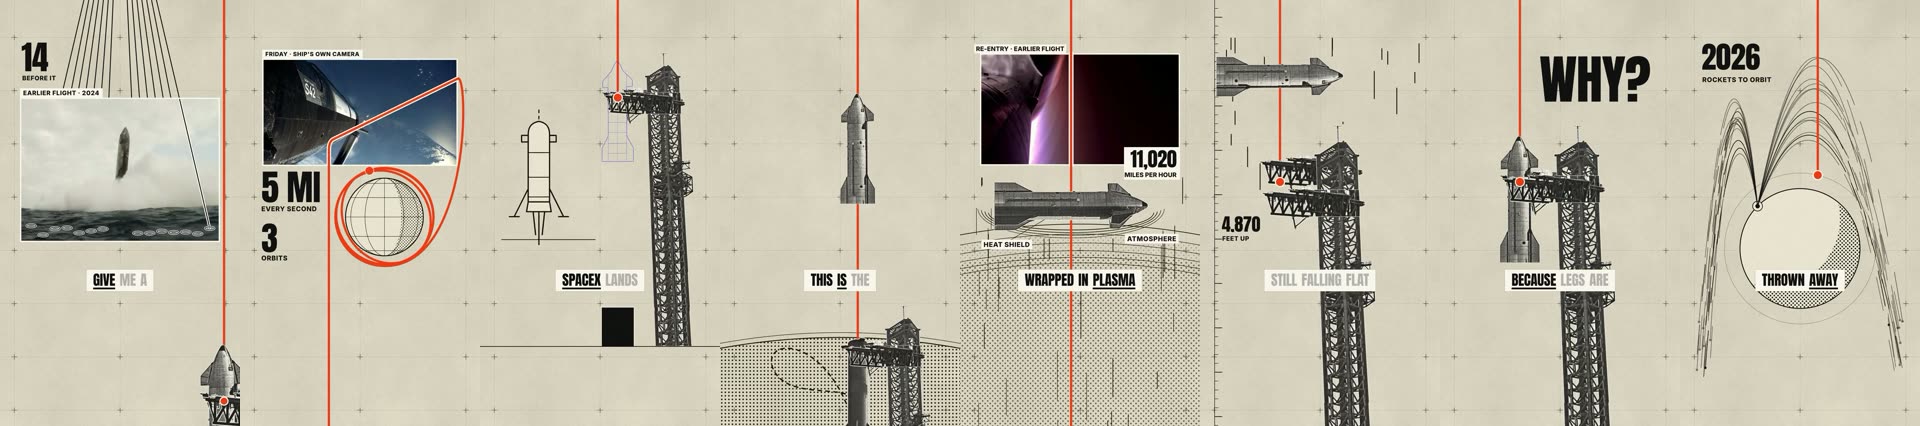 14
BEFORE IT
EARLIER FLIGHT · 2024
GIVE ME A
FRIDAY · SHIP'S OWN CAMERA
S42
5 MI
EVERY SECOND
3
ORBITS
SPACEX LANDS
THIS IS THE
RE-ENTRY · EARLIER FLIGHT
11,020
MILES PER HOUR
HEAT SHIELD
ATMOSPHERE
WRAPPED IN PLASMA
4,870
FEET UP
STILL FALLING FLAT
WHY?
BECAUSE LEGS ARE
2026
ROCKETS TO ORBIT
THROWN AWAY